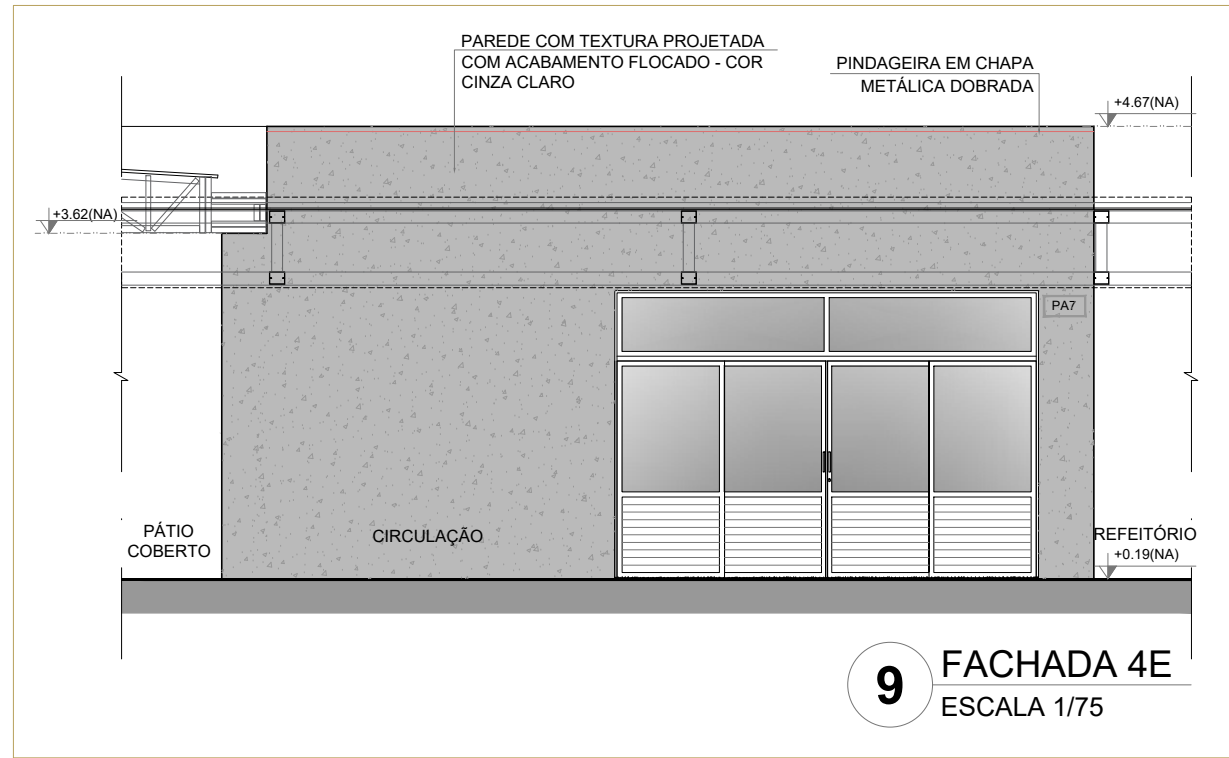 PAREDE COM TEXTURA PROJETADA
COM ACABAMENTO FLOCADO - COR
CINZA CLARO
PINDAGEIRA EM CHAPA
METÁLICA DOBRADA
+4.67(NA)
+3.62(NA)
PA7
PÁTIO
COBERTO
CIRCULAÇÃO
REFEITÓRIO
+0.19(NA)
9
FACHADA 4E
ESCALA 1/75